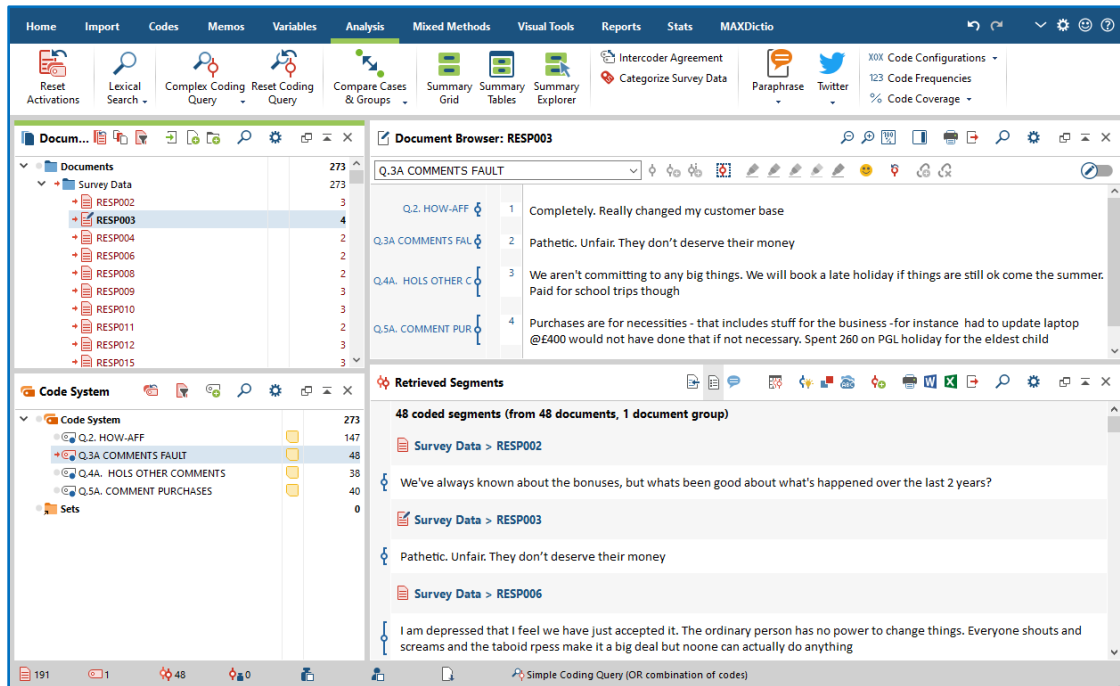 Home Import Codes Memos Variables Analysis Mixed Methods Visual Tools Reports Stats MAXDictio
Reset Activations
Lexical Search
Complex Coding Query
Reset Coding Query
Compare Cases & Groups
Summary Grid
Summary Tables
Summary Explorer
Intercoder Agreement
Categorize Survey Data
Paraphrase
Twitter
XOX Code Configurations
123 Code Frequencies
% Code Coverage
Docum...
Documents 273
Survey Data 273
RESP002 3
RESP003 4
RESP004 2
RESP006 2
RESP008 2
RESP009 3
RESP010 3
RESP011 2
RESP012 3
RESP015 3
Document Browser: RESP003
Q.3A COMMENTS FAULT
Q.2. HOW-AFF 1 Completely. Really changed my customer base
Q.3A COMMENTS FAU 2 Pathetic. Unfair. They don't deserve their money
Q.4A. HOLS OTHER C 3 We aren't committing to any big things. We will book a late holiday if things are still ok come the summer.
Paid for school trips though
Q.5A. COMMENT PUR 4 Purchases are for necessities - that includes stuff for the business -for instance had to update laptop
@£400 would not have done that if not necessary. Spent 260 on PGL holiday for the eldest child
Code System
Code System 273
Q.2. HOW-AFF 147
Q.3A COMMENTS FAULT 48
Q.4A. HOLS OTHER COMMENTS 38
Q.5A. COMMENT PURCHASES 40
Sets 0
Retrieved Segments
48 coded segments (from 48 documents, 1 document group)
Survey Data > RESP002
We've always known about the bonuses, but whats been good about what's happened over the last 2 years?
Survey Data > RESP003
Pathetic. Unfair. They don't deserve their money
Survey Data > RESP006
I am depressed that I feel we have just accepted it. The ordinary person has no power to change things. Everyone shouts and
screams and the taboid rpess make it a big deal but noone can actually do anything
191 1 48 0 Simple Coding Query (OR combination of codes)